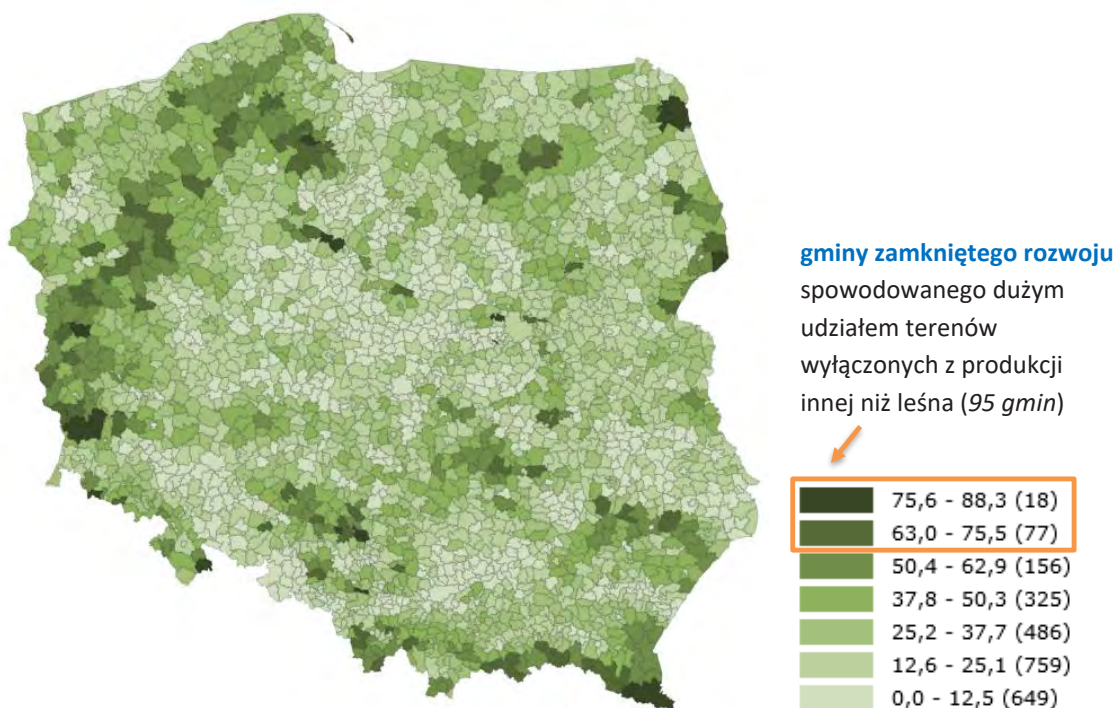 gminy zamkniętego rozwoju
spowodowanego dużym
udziałem terenów
wyłączonych z produkcji
innej niż leśna (95 gmin)
75,6 - 88,3 (18)
63,0 - 75,5 (77)
50,4 - 62,9 (156)
37,8 - 50,3 (325)
25,2 - 37,7 (486)
12,6 - 25,1 (759)
0,0 - 12,5 (649)